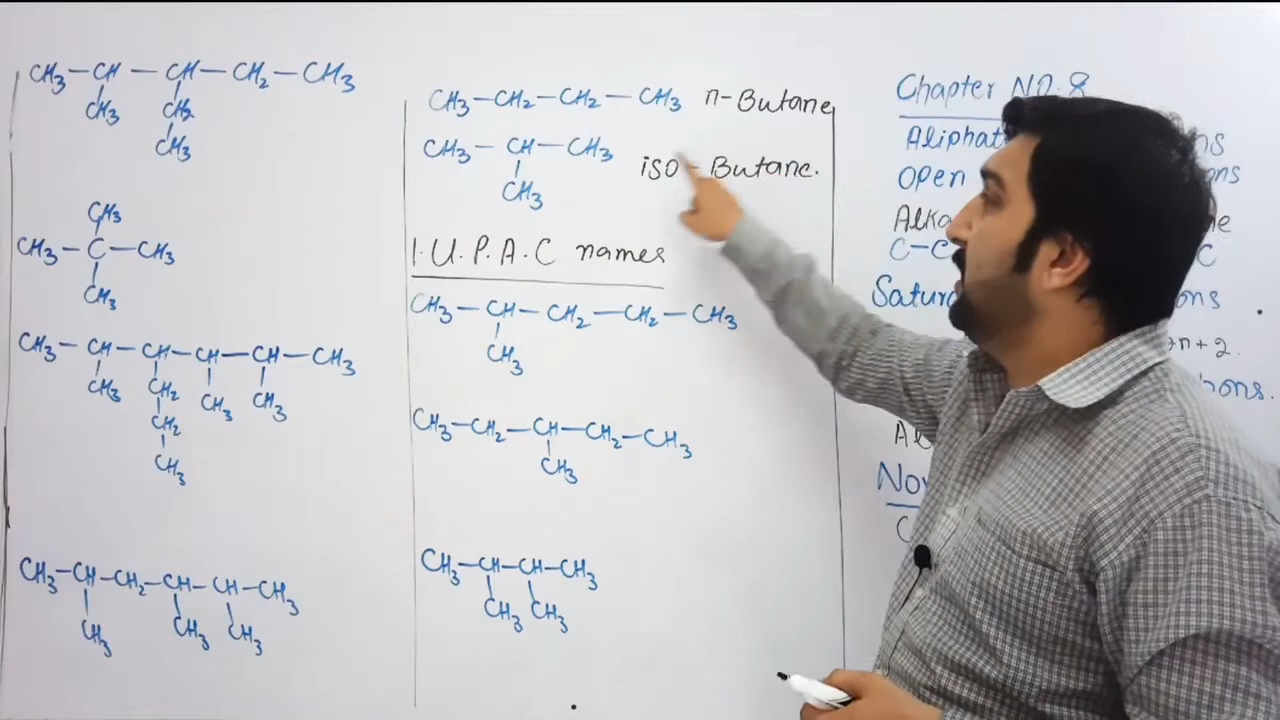 CH3-CH-CH-CH2-CH3
CH3 CH2
CH3
CH3
CH3-C-CH3
CH3
CH3-CH-CH-CH-CH-CH3
CH3 CH2 CH3 CH3
CH2
CH3
CH3-CH-CH2-CH-CH-CH3
CH3 CH3 CH3
CH3-CH2-CH2-CH3 n-Butane
CH3-CH-CH3
CH3
iso-Butane.
I.U.P.A.C names
CH3-CH-CH2-CH2-CH3
CH3
CH3-CH2-CH-CH2-CH3
CH3
CH3-CH-CH-CH3
CH3 CH3
Chapter NO.8
Open
C-C
n+2.